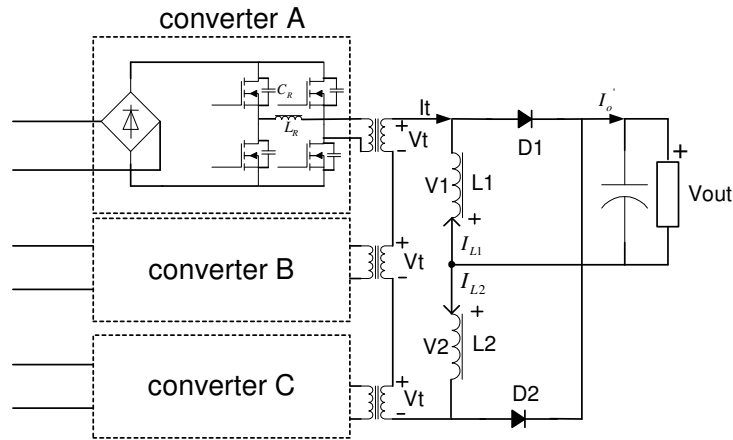 converter A
C_R
L_R
It
I_o'
+
Vt
−
D1
V1
L1
+
+
Vout
I_L1
converter B
+
Vt
−
I_L2
+
V2
L2
converter C
+
Vt
−
D2